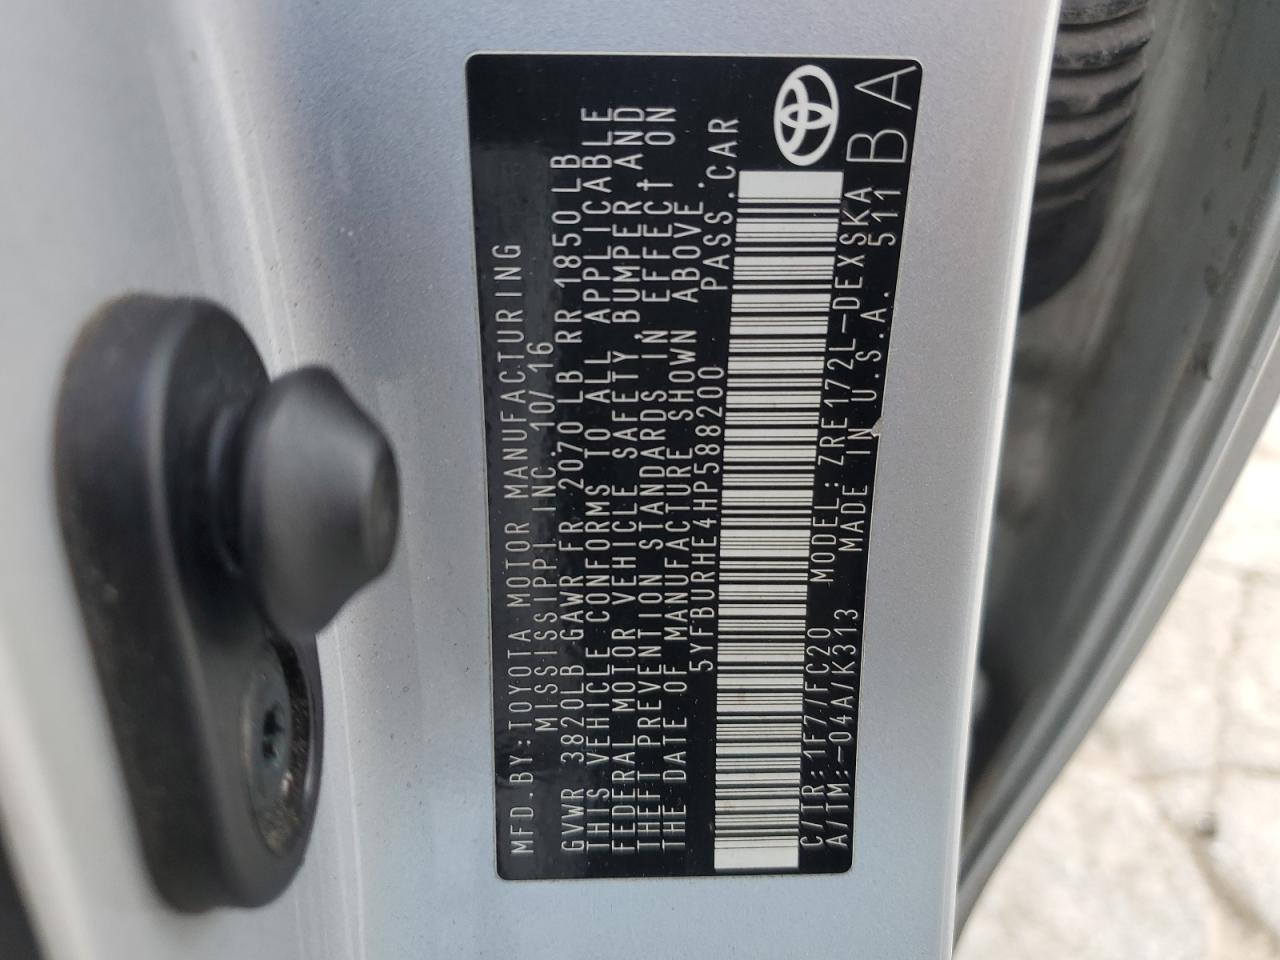 MFD.BY:TOYOTA MOTOR MANUFACTURING
MISSISSIPPI INC. 10/16
GVWR 3820LB GAWR FR 2070LB RR 1850LB
THIS VEHICLE CONFORMS TO ALL APPLICABLE
FEDERAL MOTOR VEHICLE SAFETY,BUMPER,AND
THEFT PREVENTION STANDARDS IN EFFECT ON
THE DATE OF MANUFACTURE SHOWN ABOVE.
5YFBURHE4HP588200 PASS.CAR
C/TR:1F7/FC20 MODEL:ZRE172L-DEXSKA
A/TM:-04A/K313 MADE IN U.S.A. 511
BA